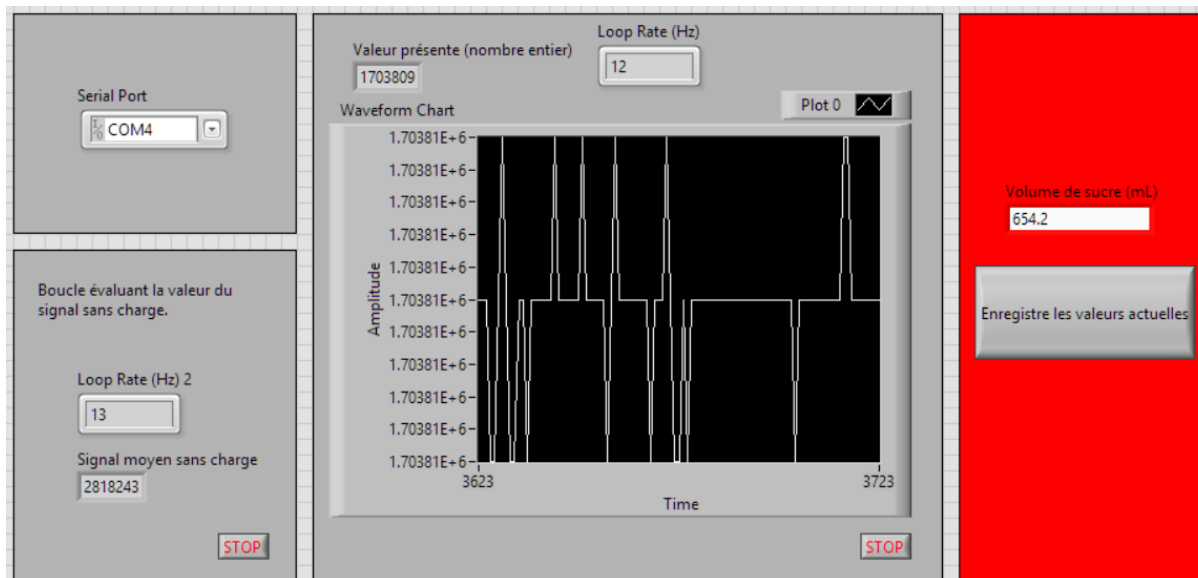 Serial Port
I/O COM4
Boucle évaluant la valeur du
signal sans charge.
Loop Rate (Hz) 2
13
Signal moyen sans charge
2818243
STOP
Valeur présente (nombre entier)
1703809
Loop Rate (Hz)
12
Waveform Chart
Plot 0
1.70381E+6
1.70381E+6
1.70381E+6
1.70381E+6
1.70381E+6
1.70381E+6
1.70381E+6
1.70381E+6
1.70381E+6
1.70381E+6
1.70381E+6
Amplitude
3623
3723
Time
STOP
Volume de sucre (mL)
654.2
Enregistre les valeurs actuelles